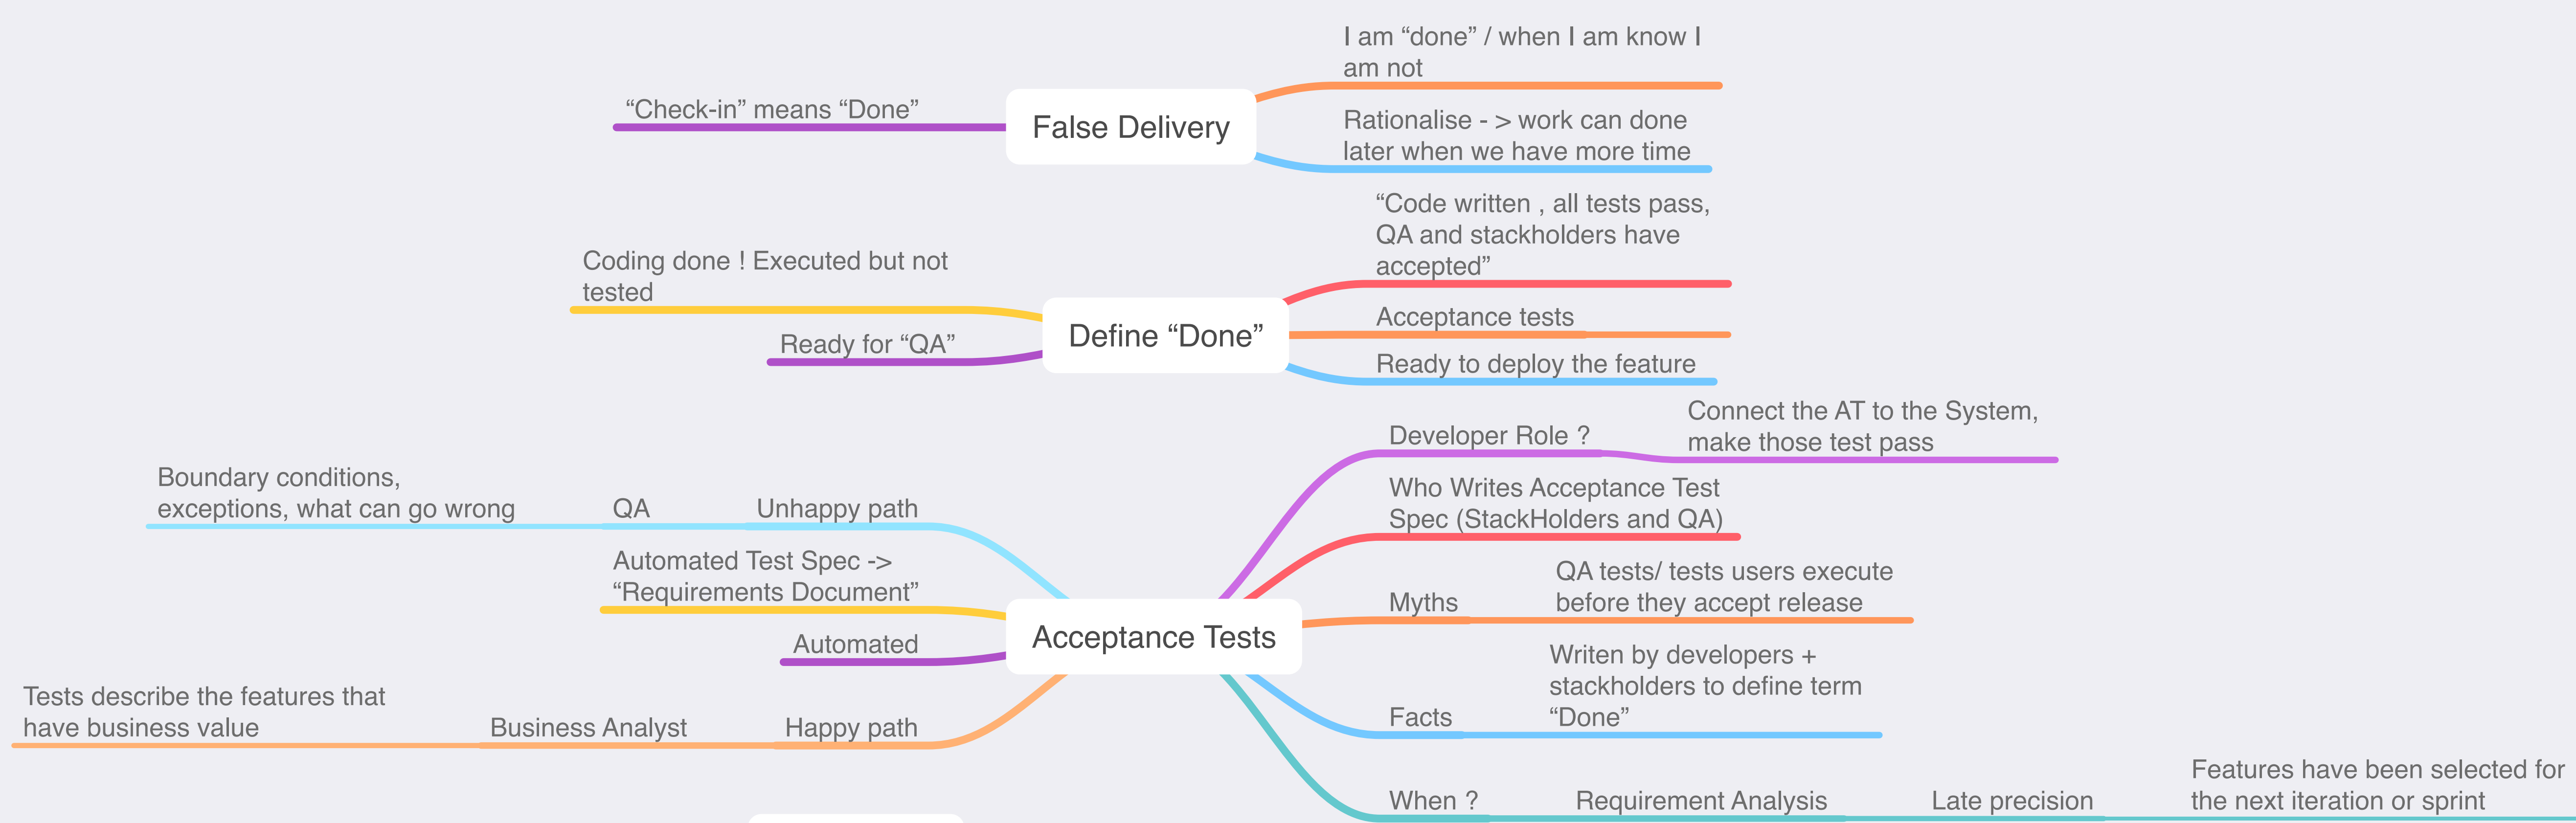 I am “done” / when I am know I
am not
“Check-in” means “Done”
False Delivery
Rationalise - > work can done
later when we have more time
“Code written , all tests pass,
QA and stackholders have
accepted”
Coding done ! Executed but not
tested
Define “Done”
Acceptance tests
Ready for “QA”
Ready to deploy the feature
Developer Role ?
Connect the AT to the System,
make those test pass
Boundary conditions,
exceptions, what can go wrong
QA
Unhappy path
Who Writes Acceptance Test
Spec (StackHolders and QA)
Automated Test Spec ->
“Requirements Document”
Myths
QA tests/ tests users execute
before they accept release
Acceptance Tests
Automated
Facts
Writen by developers +
stackholders to define term
“Done”
Tests describe the features that
have business value
Business Analyst
Happy path
When ?
Requirement Analysis
Late precision
Features have been selected for
the next iteration or sprint